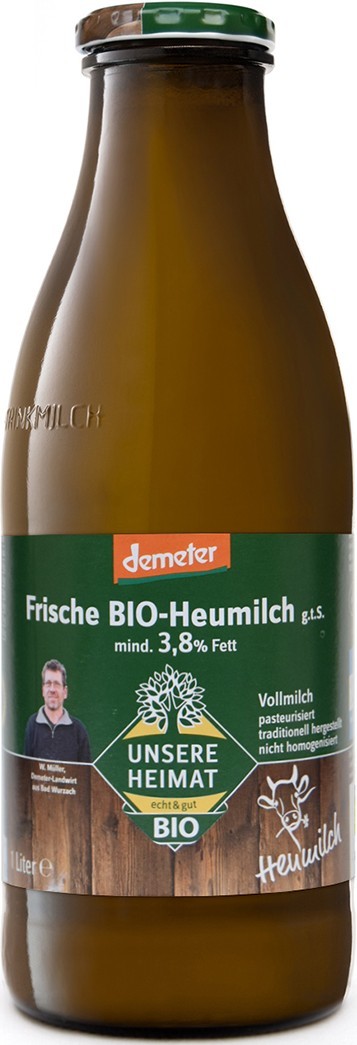 demeter
Frische BIO-Heumilch g.t.S.
mind. 3,8% Fett
Vollmilch
pasteurisiert
traditionell hergestellt
nicht homogenisiert
UNSERE
HEIMAT
echt & gut
BIO
W. Müller,
Demeter-Landwirt
aus Bad Wurzach
1 Liter ℮
Heumilch